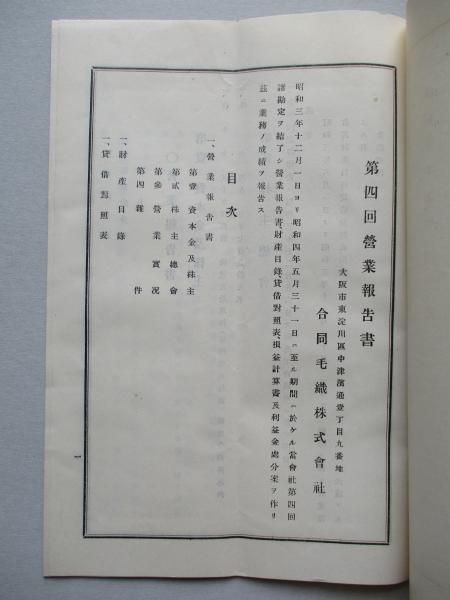 第四回營業報告書
大阪市東淀川區中津濱通壹丁目九番地
合同毛織株式會社
昭和三年十二月一日ヨリ昭和四年五月三十一日ニ至ル期間ニ於ケル當會社第四回
諸勘定ヲ結了シ營業報告書、財產目錄、貸借對照表、損益計算書及利益金處分案ヲ作リ
茲ニ業務ノ成績ヲ報告ス
目次
一、營業報告書
第壹 資本金及株主
第貳 株主總會
第參 營業實況
第四 雜件
一、財產目錄
一、貸借對照表
一